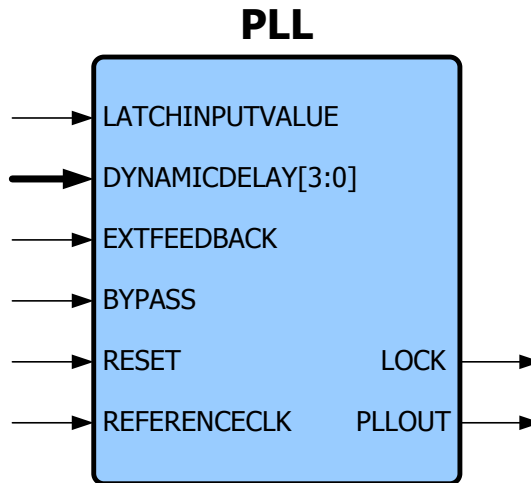 PLL
LATCHINPUTVALUE
DYNAMICDELAY[3:0]
EXTFEEDBACK
BYPASS
RESET LOCK
REFERENCECLK PLLOUT